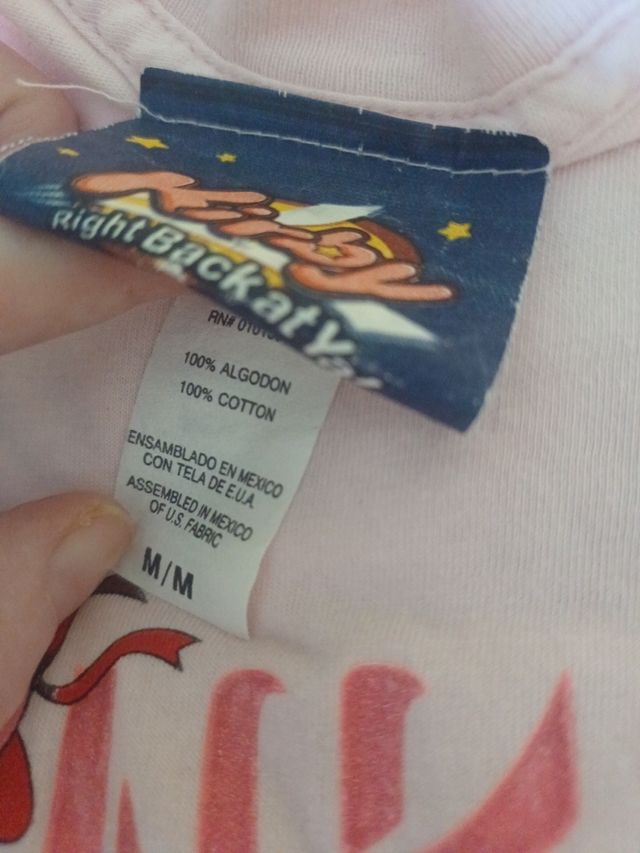 Kirby
Right Back at Ya!
RN#
100% ALGODON
100% COTTON
ENSAMBLADO EN MEXICO
CON TELA DE E.U.A.
ASSEMBLED IN MEXICO
OF U.S. FABRIC
M/M